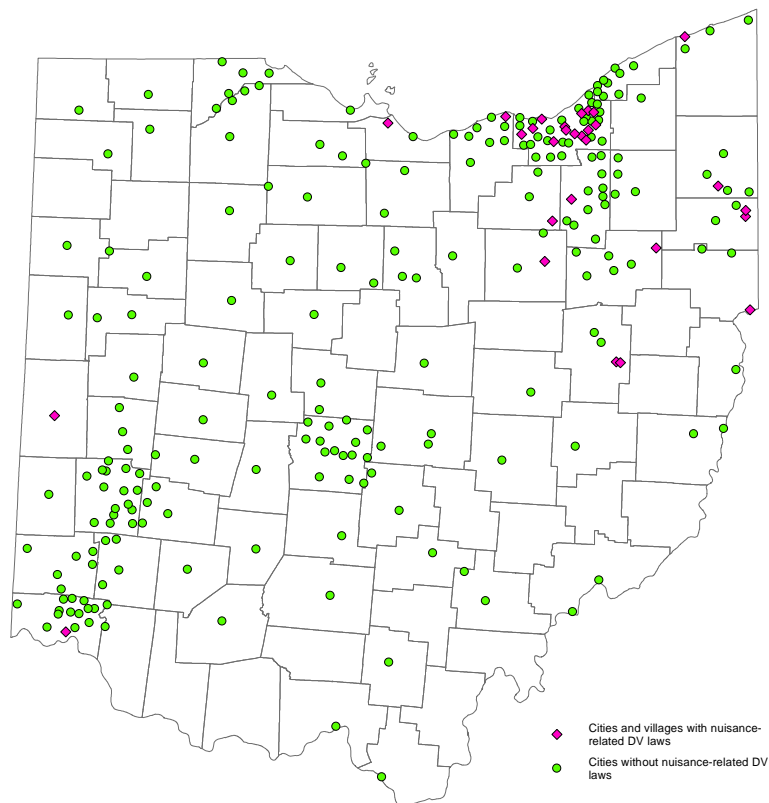 Cities and villages with nuisance-
related DV laws
Cities without nuisance-related DV
laws